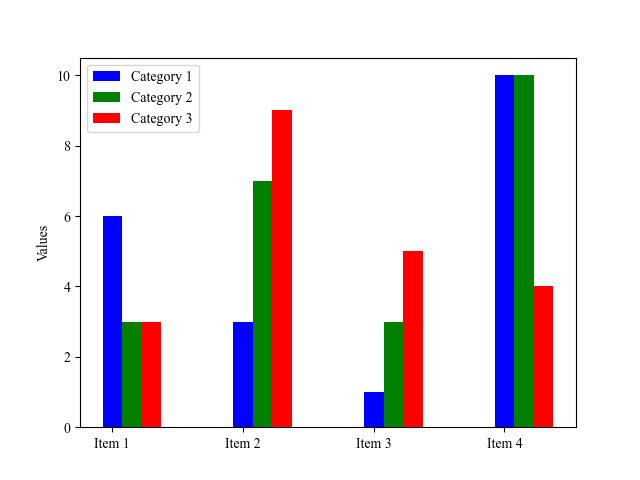 Category 1
Category 2
Category 3
Values
10
8
6
4
2
0
Item 1 Item 2 Item 3 Item 4